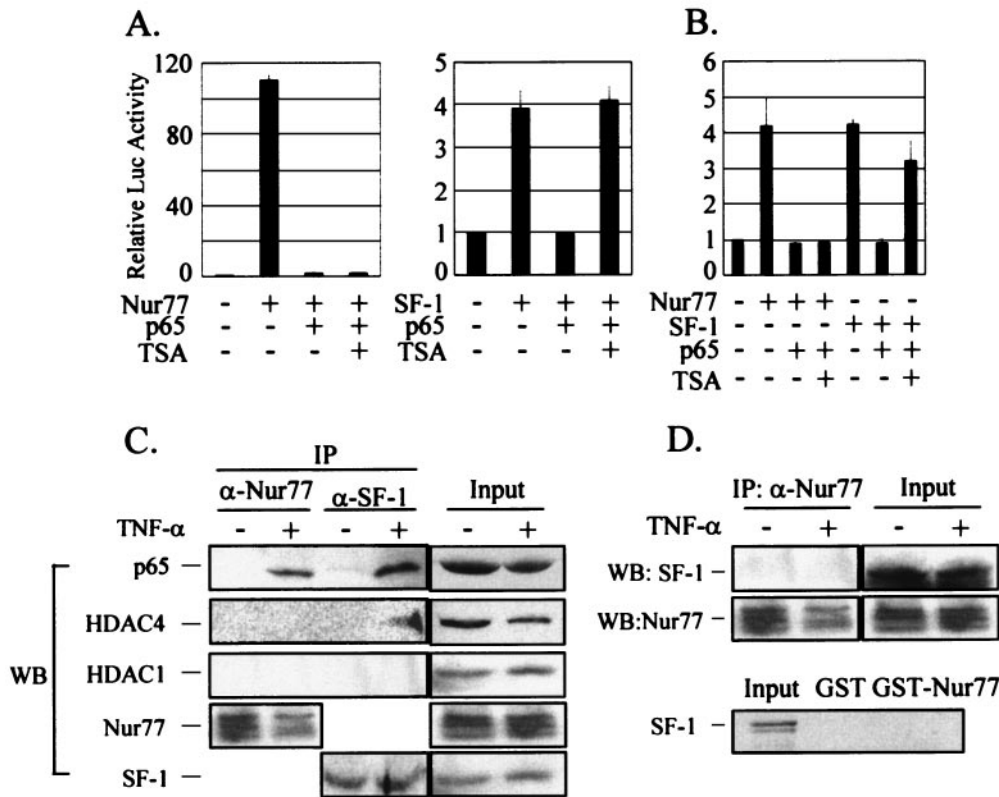 A.
B.
Relative Luc Activity
120
80
40
0
5
4
3
2
1
0
6
5
4
3
2
1
0
Nur77 - + + +
p65 - - + +
TSA - - - +
SF-1 - + + +
p65 - - + +
TSA - - - +
Nur77 - + + + - - -
SF-1 - - - - + + +
p65 - - + + - + +
TSA - - - + - - +
C.
IP
α-Nur77 α-SF-1 Input
TNF-α - + - + - +
WB
p65
HDAC4
HDAC1
Nur77
SF-1
D.
IP: α-Nur77 Input
TNF-α - + - +
WB: SF-1
WB:Nur77
Input GST GST-Nur77
SF-1